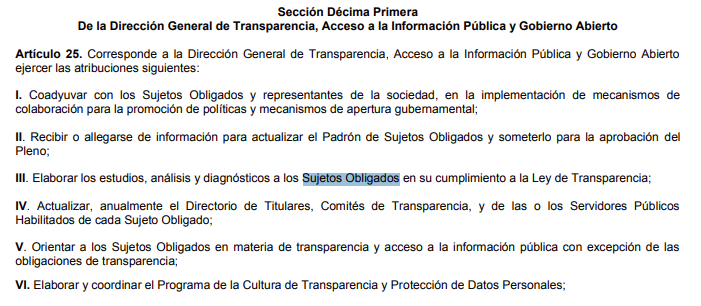 Sección Décima Primera
De la Dirección General de Transparencia, Acceso a la Información Pública y Gobierno Abierto
Artículo 25. Corresponde a la Dirección General de Transparencia, Acceso a la Información Pública y Gobierno Abierto
ejercer las atribuciones siguientes:
I. Coadyuvar con los Sujetos Obligados y representantes de la sociedad, en la implementación de mecanismos de
colaboración para la promoción de políticas y mecanismos de apertura gubernamental;
II. Recibir o allegarse de información para actualizar el Padrón de Sujetos Obligados y someterlo para la aprobación del
Pleno;
III. Elaborar los estudios, análisis y diagnósticos a los Sujetos Obligados en su cumplimiento a la Ley de Transparencia;
IV. Actualizar, anualmente el Directorio de Titulares, Comités de Transparencia, y de las o los Servidores Públicos
Habilitados de cada Sujeto Obligado;
V. Orientar a los Sujetos Obligados en materia de transparencia y acceso a la información pública con excepción de las
obligaciones de transparencia;
VI. Elaborar y coordinar el Programa de la Cultura de Transparencia y Protección de Datos Personales;